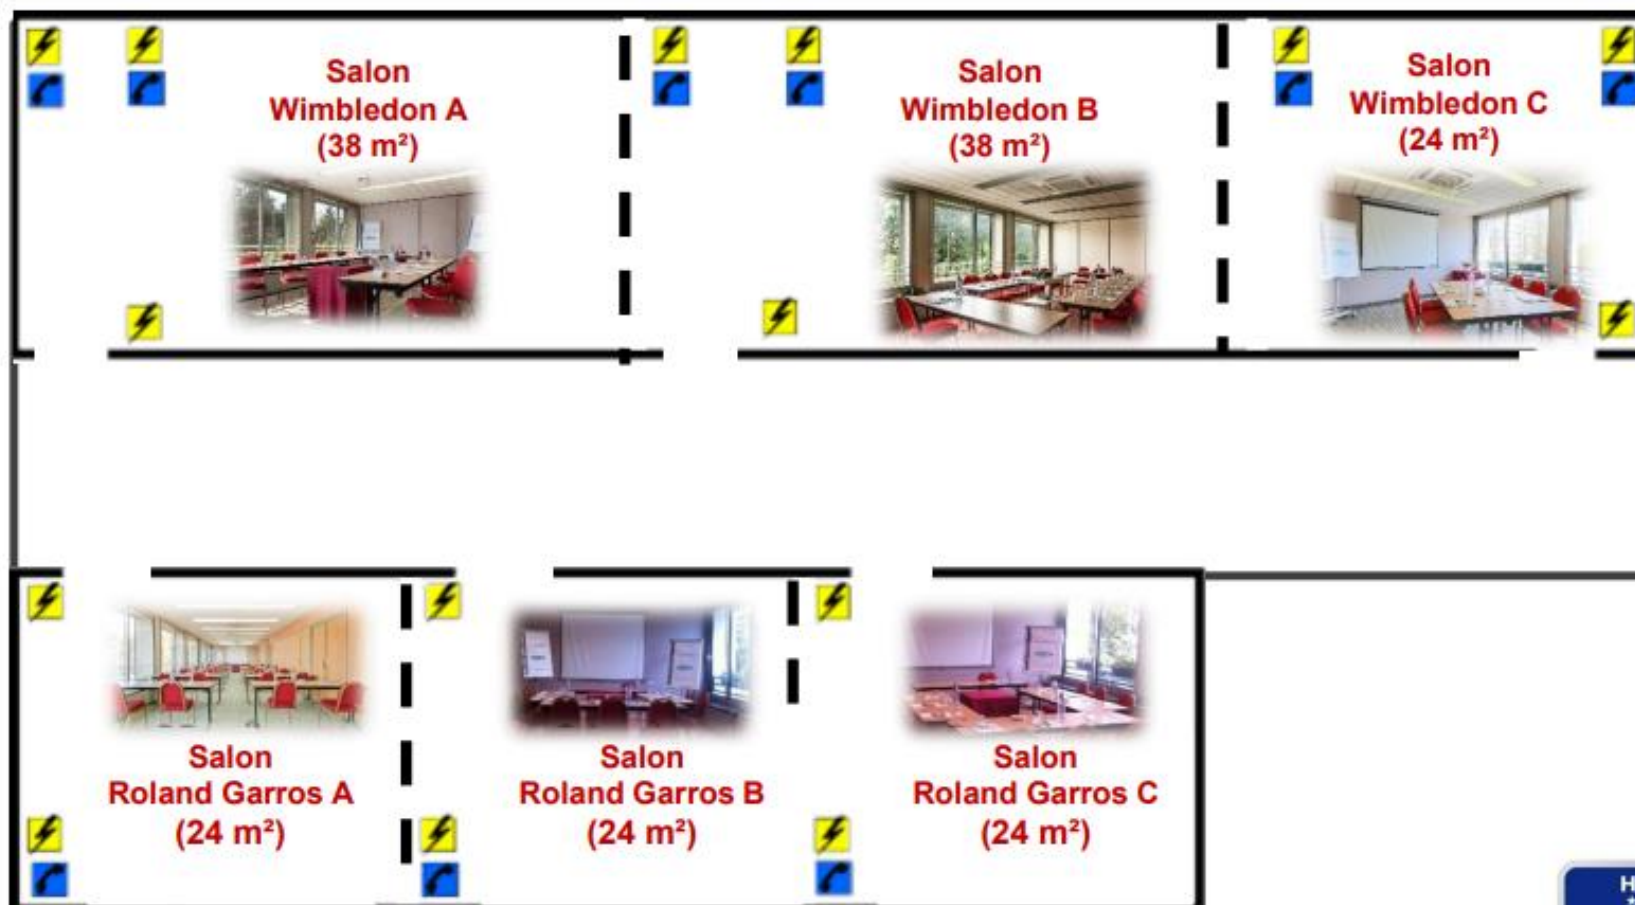 Salon
Wimbledon A
(38 m²)
Salon
Wimbledon B
(38 m²)
Salon
Wimbledon C
(24 m²)
Salon
Roland Garros A
(24 m²)
Salon
Roland Garros B
(24 m²)
Salon
Roland Garros C
(24 m²)
H